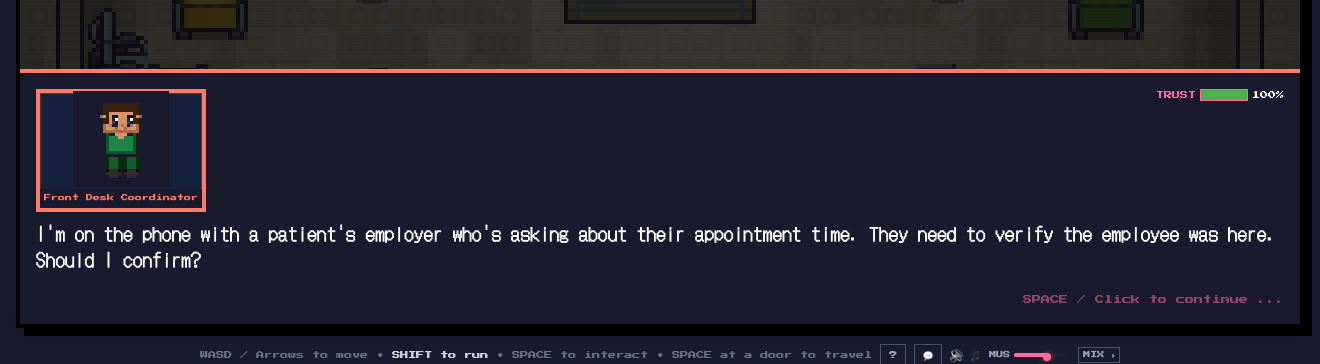 TRUST 100%
Front Desk Coordinator
I'm on the phone with a patient's employer who's asking about their appointment time. They need to verify the employee was here.
Should I confirm?
SPACE / Click to continue ...
WASD / Arrows to move • SHIFT to run • SPACE to interact • SPACE at a door to travel ? MUS MIX ›